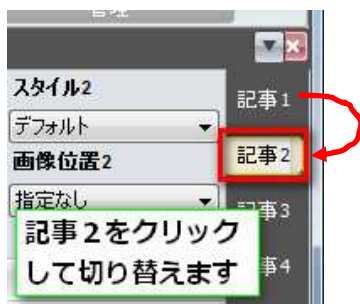 管理
スタイル2
記事1
デフォルト
画像位置2
記事2
指定なし
記事3
記事2をクリック
して切り替えます
事4